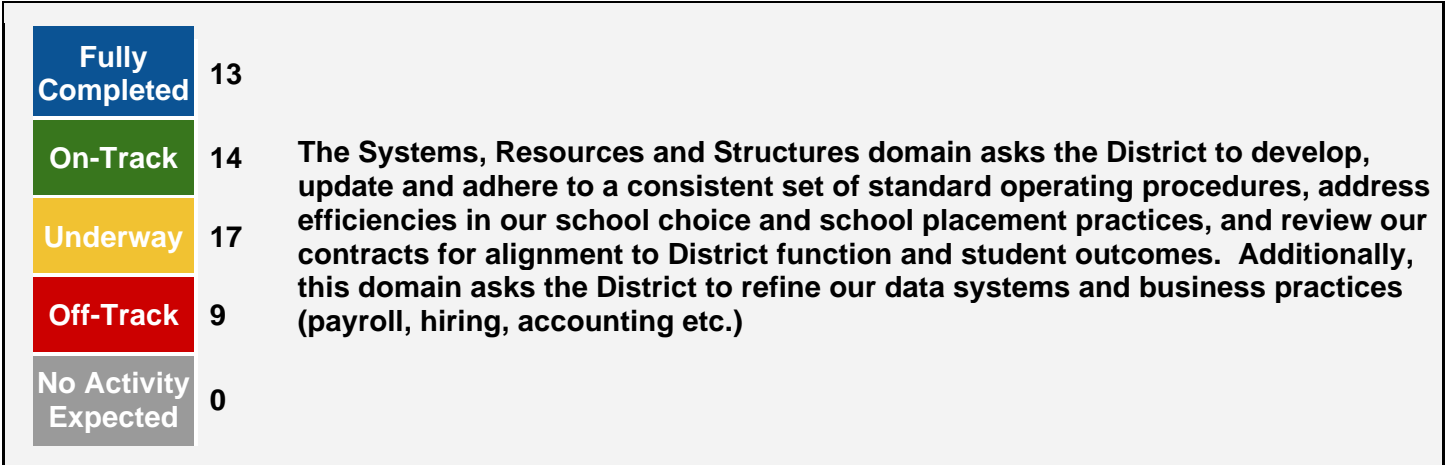 Fully
Completed
13
On-Track
14
Underway
17
Off-Track
9
No Activity
Expected
0
The Systems, Resources and Structures domain asks the District to develop,
update and adhere to a consistent set of standard operating procedures, address
efficiencies in our school choice and school placement practices, and review our
contracts for alignment to District function and student outcomes.  Additionally,
this domain asks the District to refine our data systems and business practices
(payroll, hiring, accounting etc.)